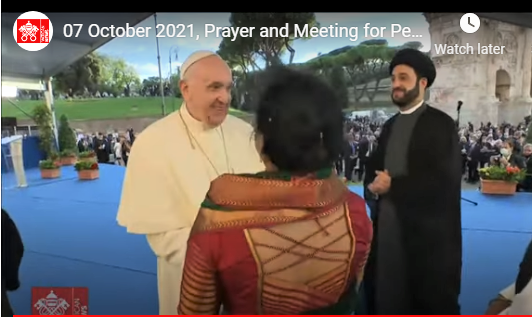 07 October 2021, Prayer and Meeting for Pe...
Watch later